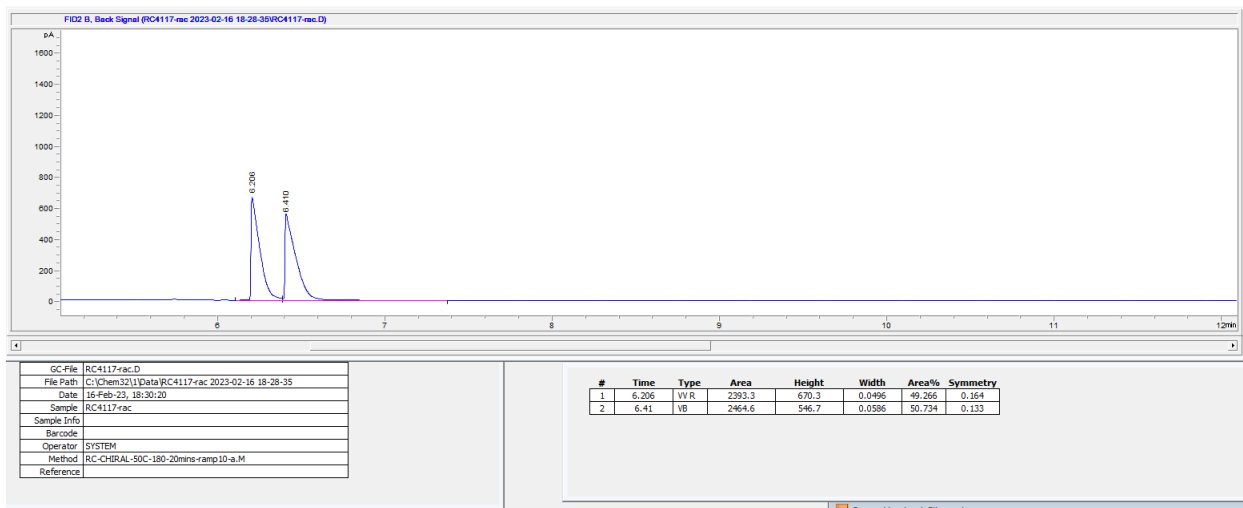 FID2 B, Back Signal (RC4117-rac 2023-02-16 18-28-35\RC4117-rac.D)
pA
1600
1400
1200
1000
800
600
400
200
0
6.206
6.410
6 7 8 9 10 11 12min
GC-File RC4117-rac.D
File Path C:\Chem32\1\Data\RC4117-rac 2023-02-16 18-28-35
Date 16-Feb-23, 18:30:20
Sample RC4117-rac
Sample Info
Barcode
Operator SYSTEM
Method RC-CHIRAL-50C-180-20mins-ramp10-a.M
Reference
# Time Type Area Height Width Area% Symmetry
1 6.206 VV R 2393.3 670.3 0.0496 49.266 0.164
2 6.41 VB 2464.6 546.7 0.0586 50.734 0.133